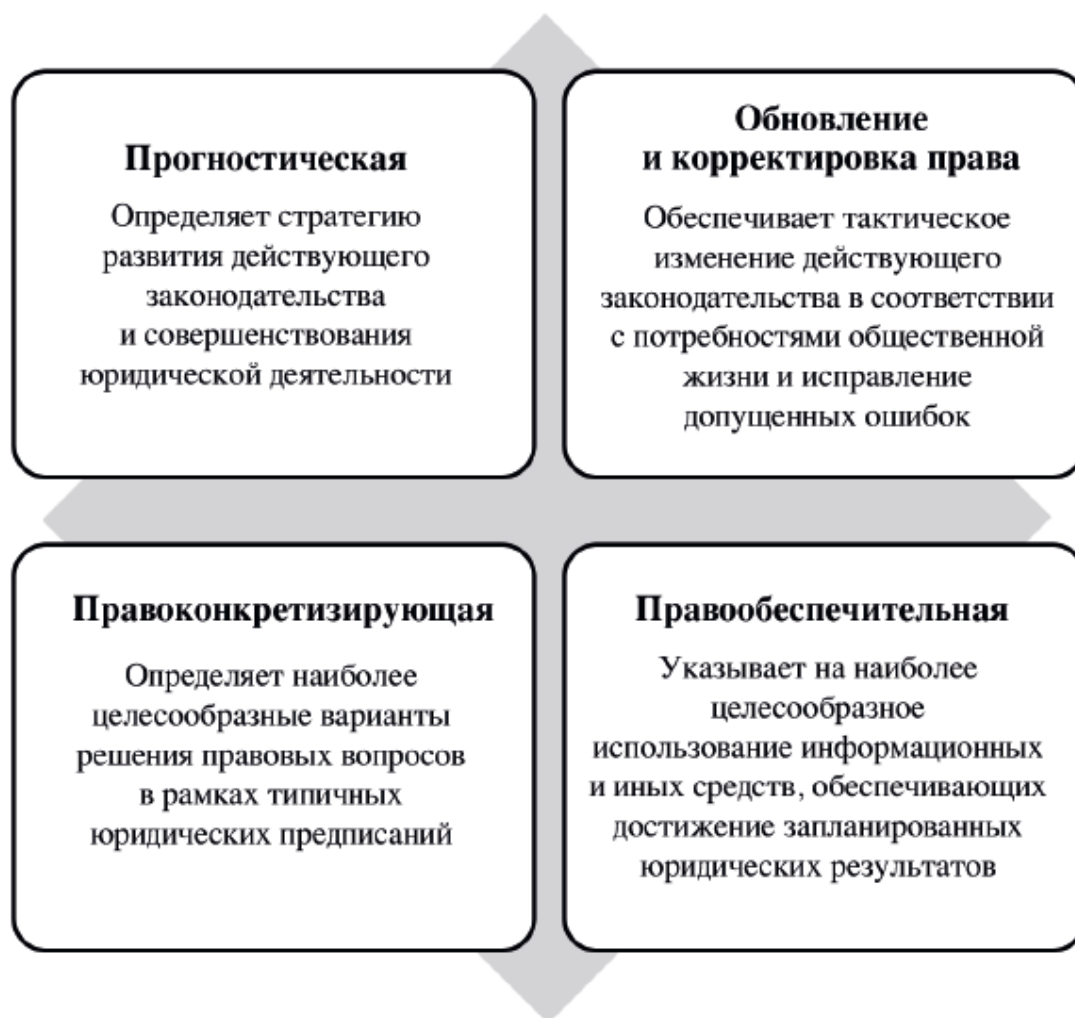 Прогностическая
Определяет стратегию
развития действующего
законодательства
и совершенствования
юридической деятельности
Обновление
и корректировка права
Обеспечивает тактическое
изменение действующего
законодательства в соответствии
с потребностями общественной
жизни и исправление
допущенных ошибок
Правоконкретизирующая
Определяет наиболее
целесообразные варианты
решения правовых вопросов
в рамках типичных
юридических предписаний
Правообеспечительная
Указывает на наиболее
целесообразное
использование информационных
и иных средств, обеспечивающих
достижение запланированных
юридических результатов